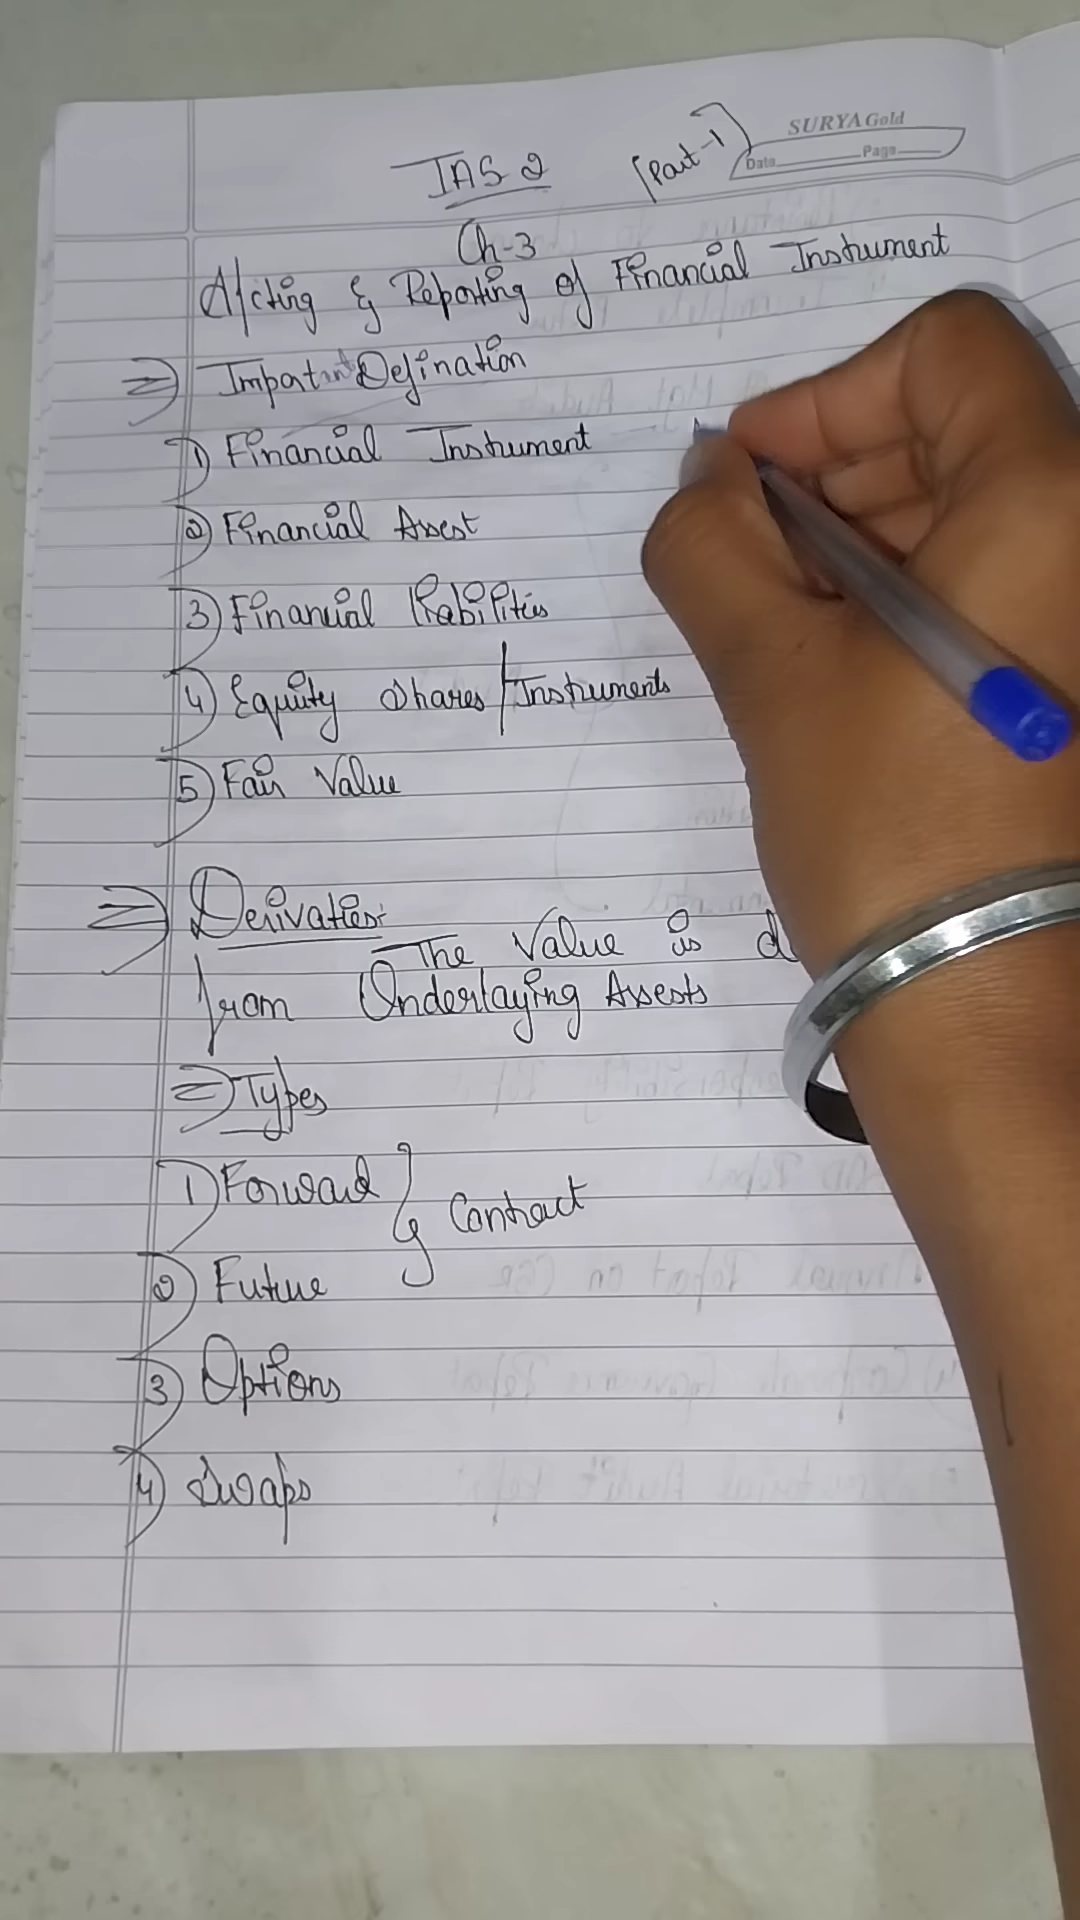 SURYA Gold
Date Page
IAS 2 [Part-1]
Ch-3
A/cting & Reporting of Financial Instrument
⇒ Important Defination
1) Financial Instrument
2) Financial Assest
3) Financial liabilities
4) Equity Shares/Instruments
5) Fair Value
⇒ Derivaties:
The Value is d
from Underlaying Assests
⇒ Types
1) Forward } Contract
2) Future
3) Options
4) Swaps